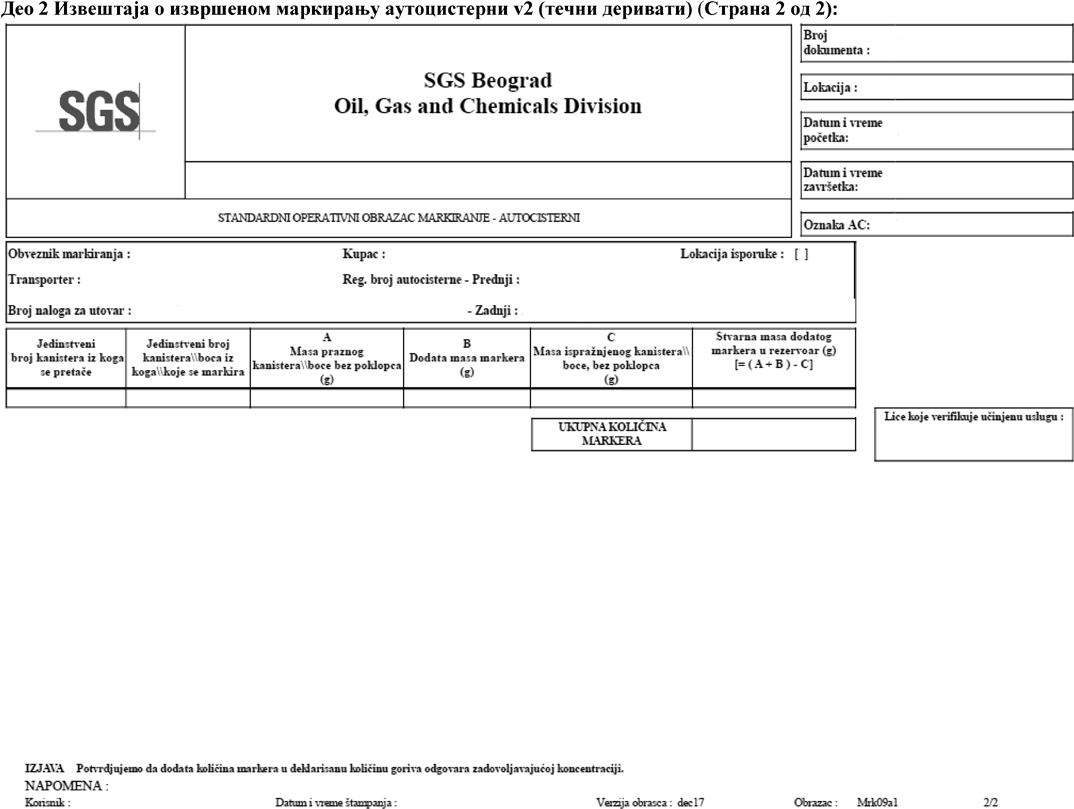 Део 2 Извештаја о извршеном маркирању аутоцистерни v2 (течни деривати) (Страна 2 од 2):
SGS
SGS Beograd
Oil, Gas and Chemicals Division
STANDARDNI OPERATIVNI OBRAZAC MARKIRANJE - AUTOCISTERNI
Broj
dokumenta :
Lokacija :
Datum i vreme
početka:
Datum i vreme
završetka:
Oznaka AC:
Obveznik markiranja :
Kupac :
Lokacija isporuke : [ ]
Transporter :
Reg. broj autocisterne - Prednji :
Broj naloga za utovar :
- Zadnji :
Jedinstveni
broj kanistera iz koga
se pretače
Jedinstveni broj
kanistera\\boca iz
koga\\koje se markira
A
Masa praznog
kanistera\\boce bez poklopca
(g)
B
Dodata masa markera
(g)
C
Masa ispražnjenog kanistera\\
boce, bez poklopca
(g)
Stvarna masa dodatog
markera u rezervoar (g)
[= ( A + B ) - C]
UKUPNA KOLIČINA
MARKERA
Lice koje verifikuje učinjenu uslugu :
IZJAVA Potvrdjujemo da dodata količina markera u deklarisanu količinu goriva odgovara zadovoljavajućoj koncentraciji.
NAPOMENA :
Korisnik :
Datum i vreme štampanja :
Verzija obrasca : dec17
Obrazac : Mrk09a1
2/2